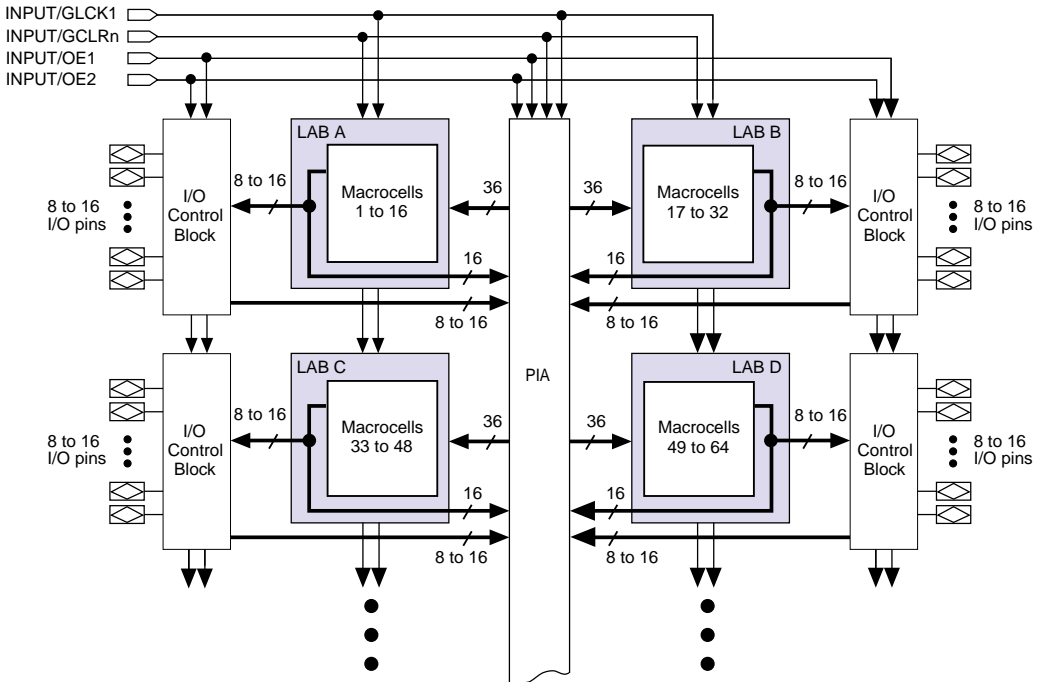 INPUT/GLCK1
INPUT/GCLRn
INPUT/OE1
INPUT/OE2
LAB A
LAB B
8 to 16
I/O pins
I/O
Control
Block
8 to 16
Macrocells
1 to 16
36
36
Macrocells
17 to 32
8 to 16
I/O
Control
Block
8 to 16
I/O pins
16
16
8 to 16
8 to 16
PIA
LAB C
LAB D
8 to 16
I/O pins
I/O
Control
Block
8 to 16
Macrocells
33 to 48
36
36
Macrocells
49 to 64
8 to 16
I/O
Control
Block
8 to 16
I/O pins
16
16
8 to 16
8 to 16